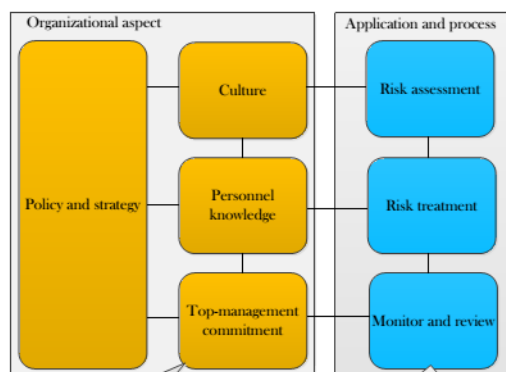 Organizational aspect
Application and process
Culture
Risk assessment
Policy and strategy
Personnel
knowledge
Risk treatment
Top-management
commitment
Monitor and review